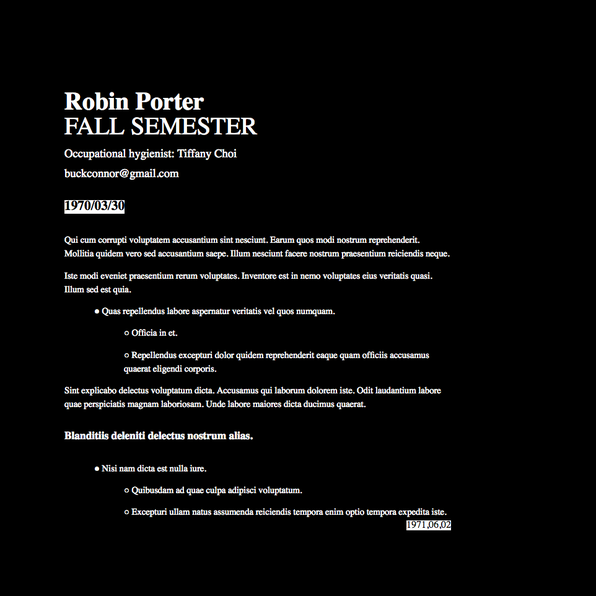 Robin Porter
FALL SEMESTER
Occupational hygienist: Tiffany Choi
buckconnor@gmail.com
1970/03/30
Qui cum corrupti voluptatem accusantium sint nesciunt. Earum quos modi nostrum reprehenderit.
Mollitia quidem vero sed accusantium saepe. Illum nesciunt facere nostrum praesentium reiciendis neque.
Iste modi eveniet praesentium rerum voluptates. Inventore est in nemo voluptates eius veritatis quasi.
Illum sed est quia.
● Quas repellendus labore aspernatur veritatis vel quos numquam.
○ Officia in et.
○ Repellendus excepturi dolor quidem reprehenderit eaque quam officiis accusamus
quaerat eligendi corporis.
Sint explicabo delectus voluptatum dicta. Accusamus qui laborum dolorem iste. Odit laudantium labore
quae perspiciatis magnam laboriosam. Unde labore maiores dicta ducimus quaerat.
Blanditiis deleniti delectus nostrum alias.
● Nisi nam dicta est nulla iure.
○ Quibusdam ad quae culpa adipisci voluptatum.
○ Excepturi ullam natus assumenda reiciendis tempora enim optio tempora expedita iste.
1971,06,02